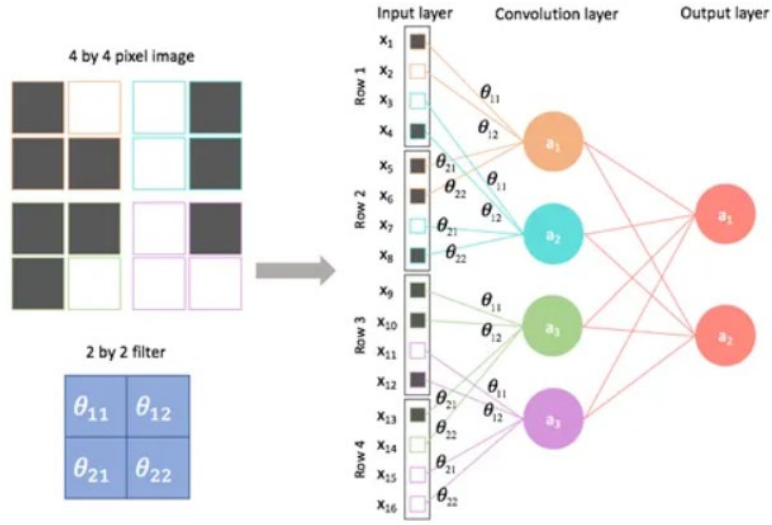 Input layer
Convolution layer
Output layer
4 by 4 pixel image
2 by 2 filter
θ11
θ12
θ21
θ22
Row 1
x1
x2
x3
x4
Row 2
x5
x6
x7
x8
Row 3
x9
x10
x11
x12
Row 4
x13
x14
x15
x16
θ11
θ12
θ21
θ22
θ11
θ12
θ21
θ22
θ11
θ12
θ11
θ12
θ21
θ22
θ21
θ22
a1
a2
a3
a3
a1
a2